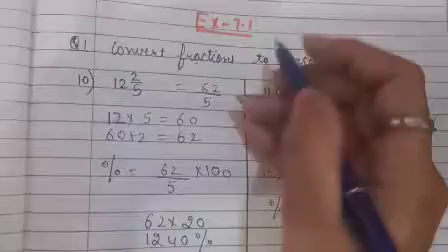 Ex-7.1
Q1 Convert fractions to
10) 12 2/5 = 62/5
12 x 5 = 60
60+2 = 62
% = 62/5 x 100
62 x 20
1240%